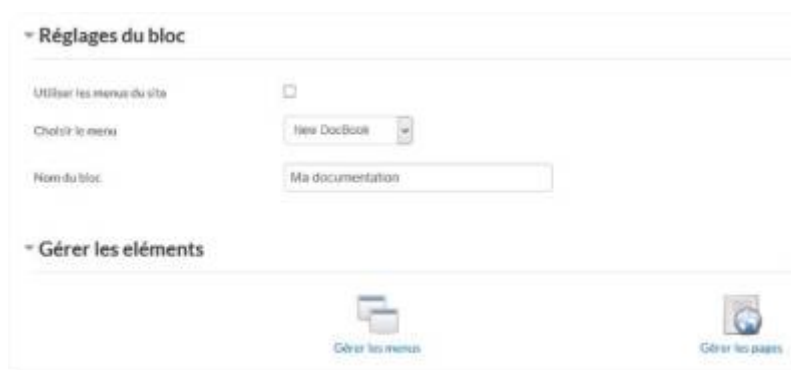 Réglages du bloc
Utiliser les menus du site
Choisir le menu
New DocBook
Nom du bloc
Ma documentation
Gérer les eléments
Gérer les menus
Gérer les pages